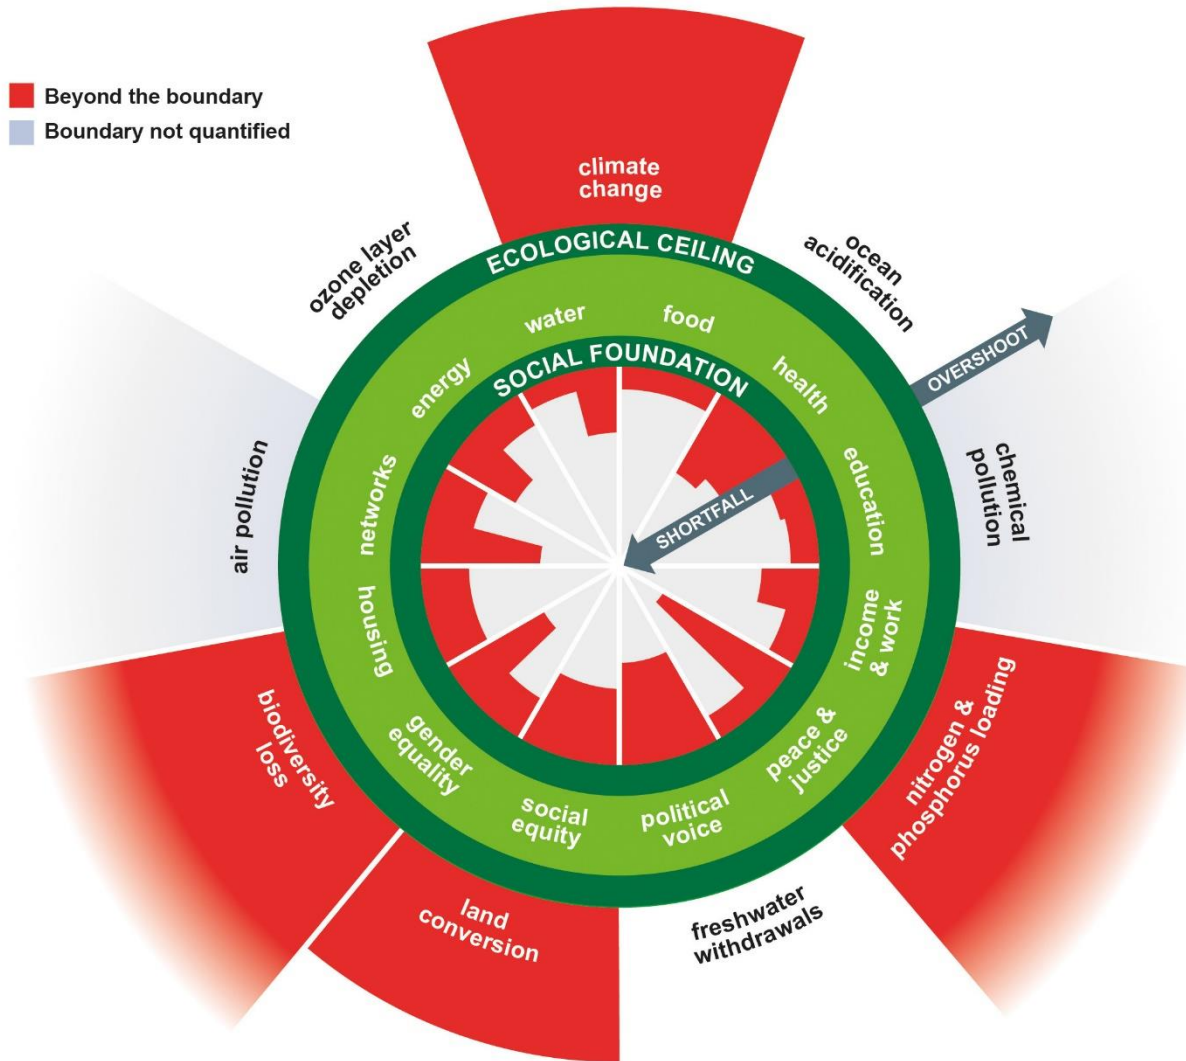 Beyond the boundary
Boundary not quantified
climate
change
ozone layer
depletion
ocean
acidification
ECOLOGICAL CEILING
OVERSHOOT
water
food
energy
health
SOCIAL FOUNDATION
air pollution
networks
SHORTFALL
education
chemical
pollution
housing
income
& work
biodiversity
loss
gender
equality
social
equity
political
voice
peace &
justice
nitrogen &
phosphorus loading
land
conversion
freshwater
withdrawals